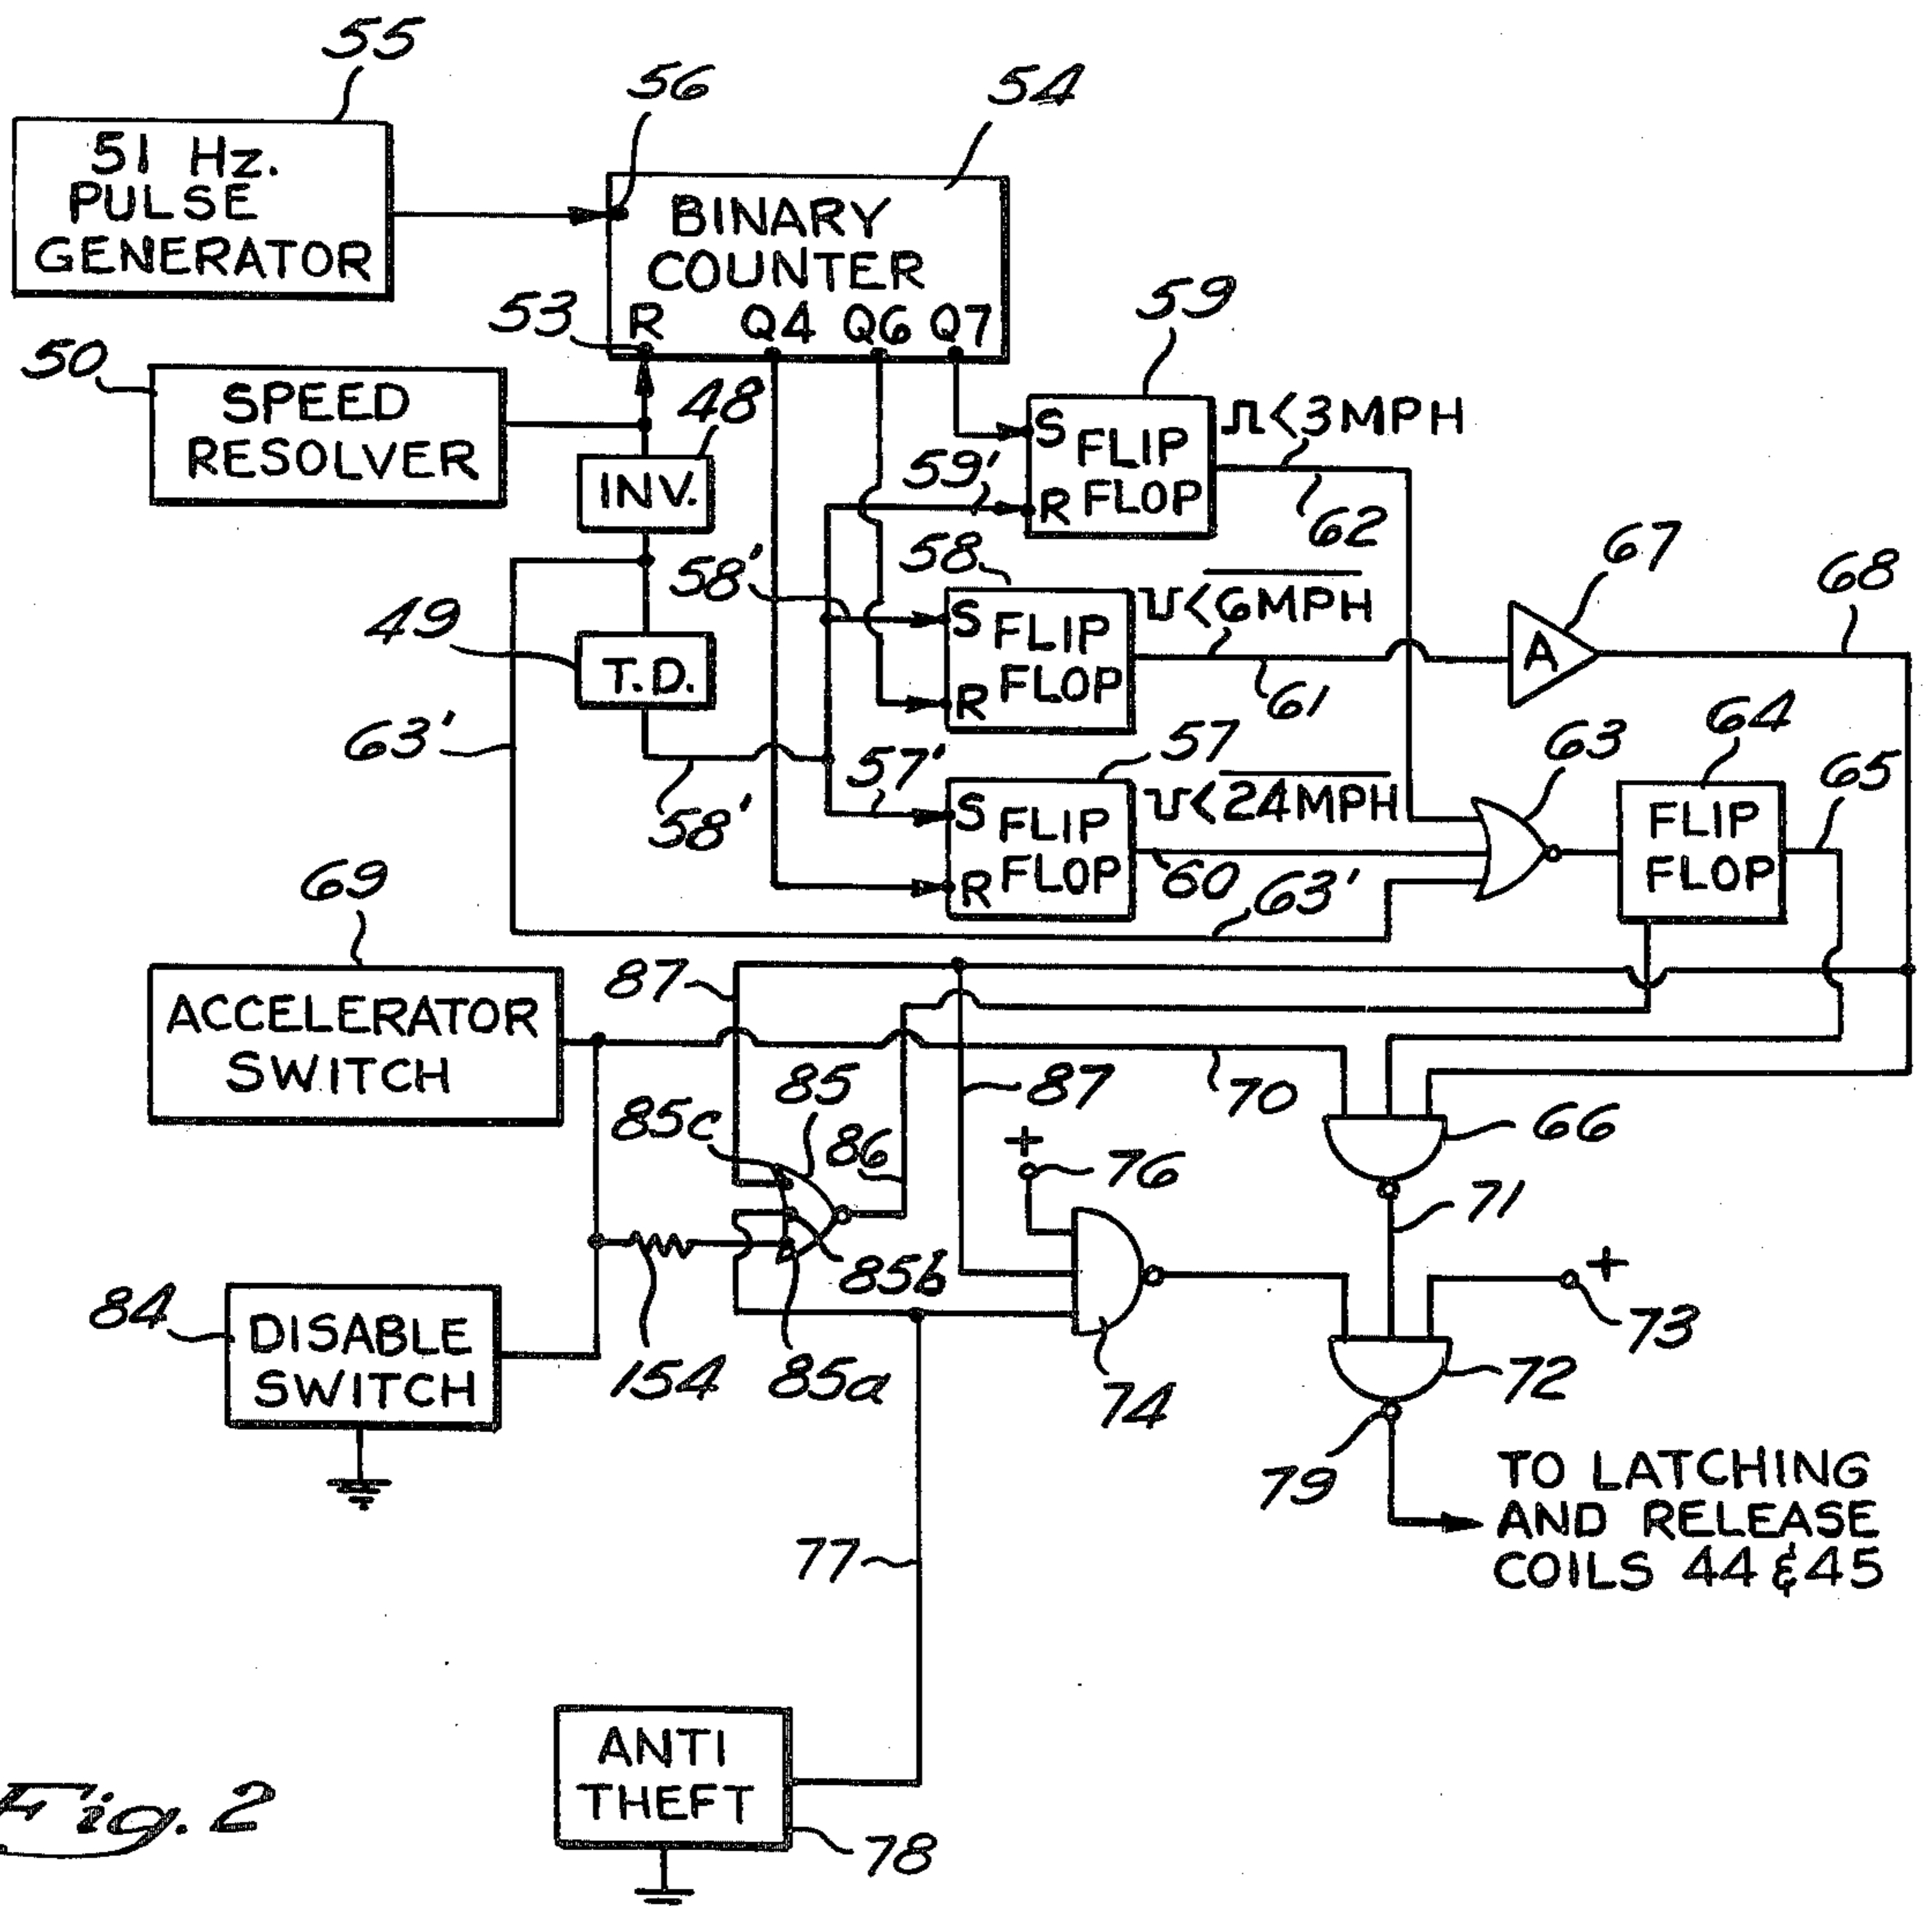 55
56
54
51 Hz.
PULSE
GENERATOR
BINARY
COUNTER
53
R Q4 Q6 Q7
59
50
SPEED
RESOLVER
48
INV.
S FLIP
R FLOP
<3MPH
59'
62
67
68
58'
58
S FLIP
R FLOP
<6MPH
A
49
T.D.
61
64
63'
57'
57
63
65
58'
S FLIP
R FLOP
<24MPH
FLIP
FLOP
60
63'
69
ACCELERATOR
SWITCH
87
85
87
70
85c
86
76
+
66
71
85b
+
73
84
DISABLE
SWITCH
154
85a
74
72
79
TO LATCHING
AND RELEASE
COILS 44 & 45
77
ANTI
THEFT
78
Fig. 2